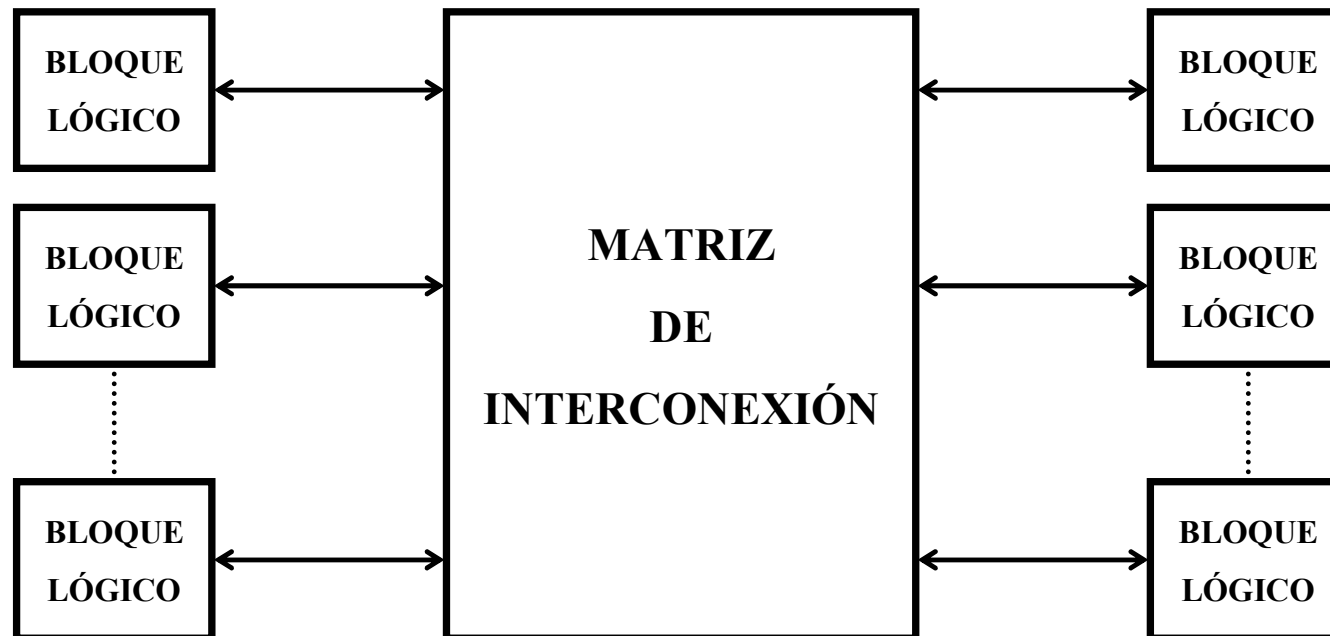 BLOQUE
LÓGICO
BLOQUE
LÓGICO
BLOQUE
LÓGICO
MATRIZ
DE
INTERCONEXIÓN
BLOQUE
LÓGICO
BLOQUE
LÓGICO
BLOQUE
LÓGICO